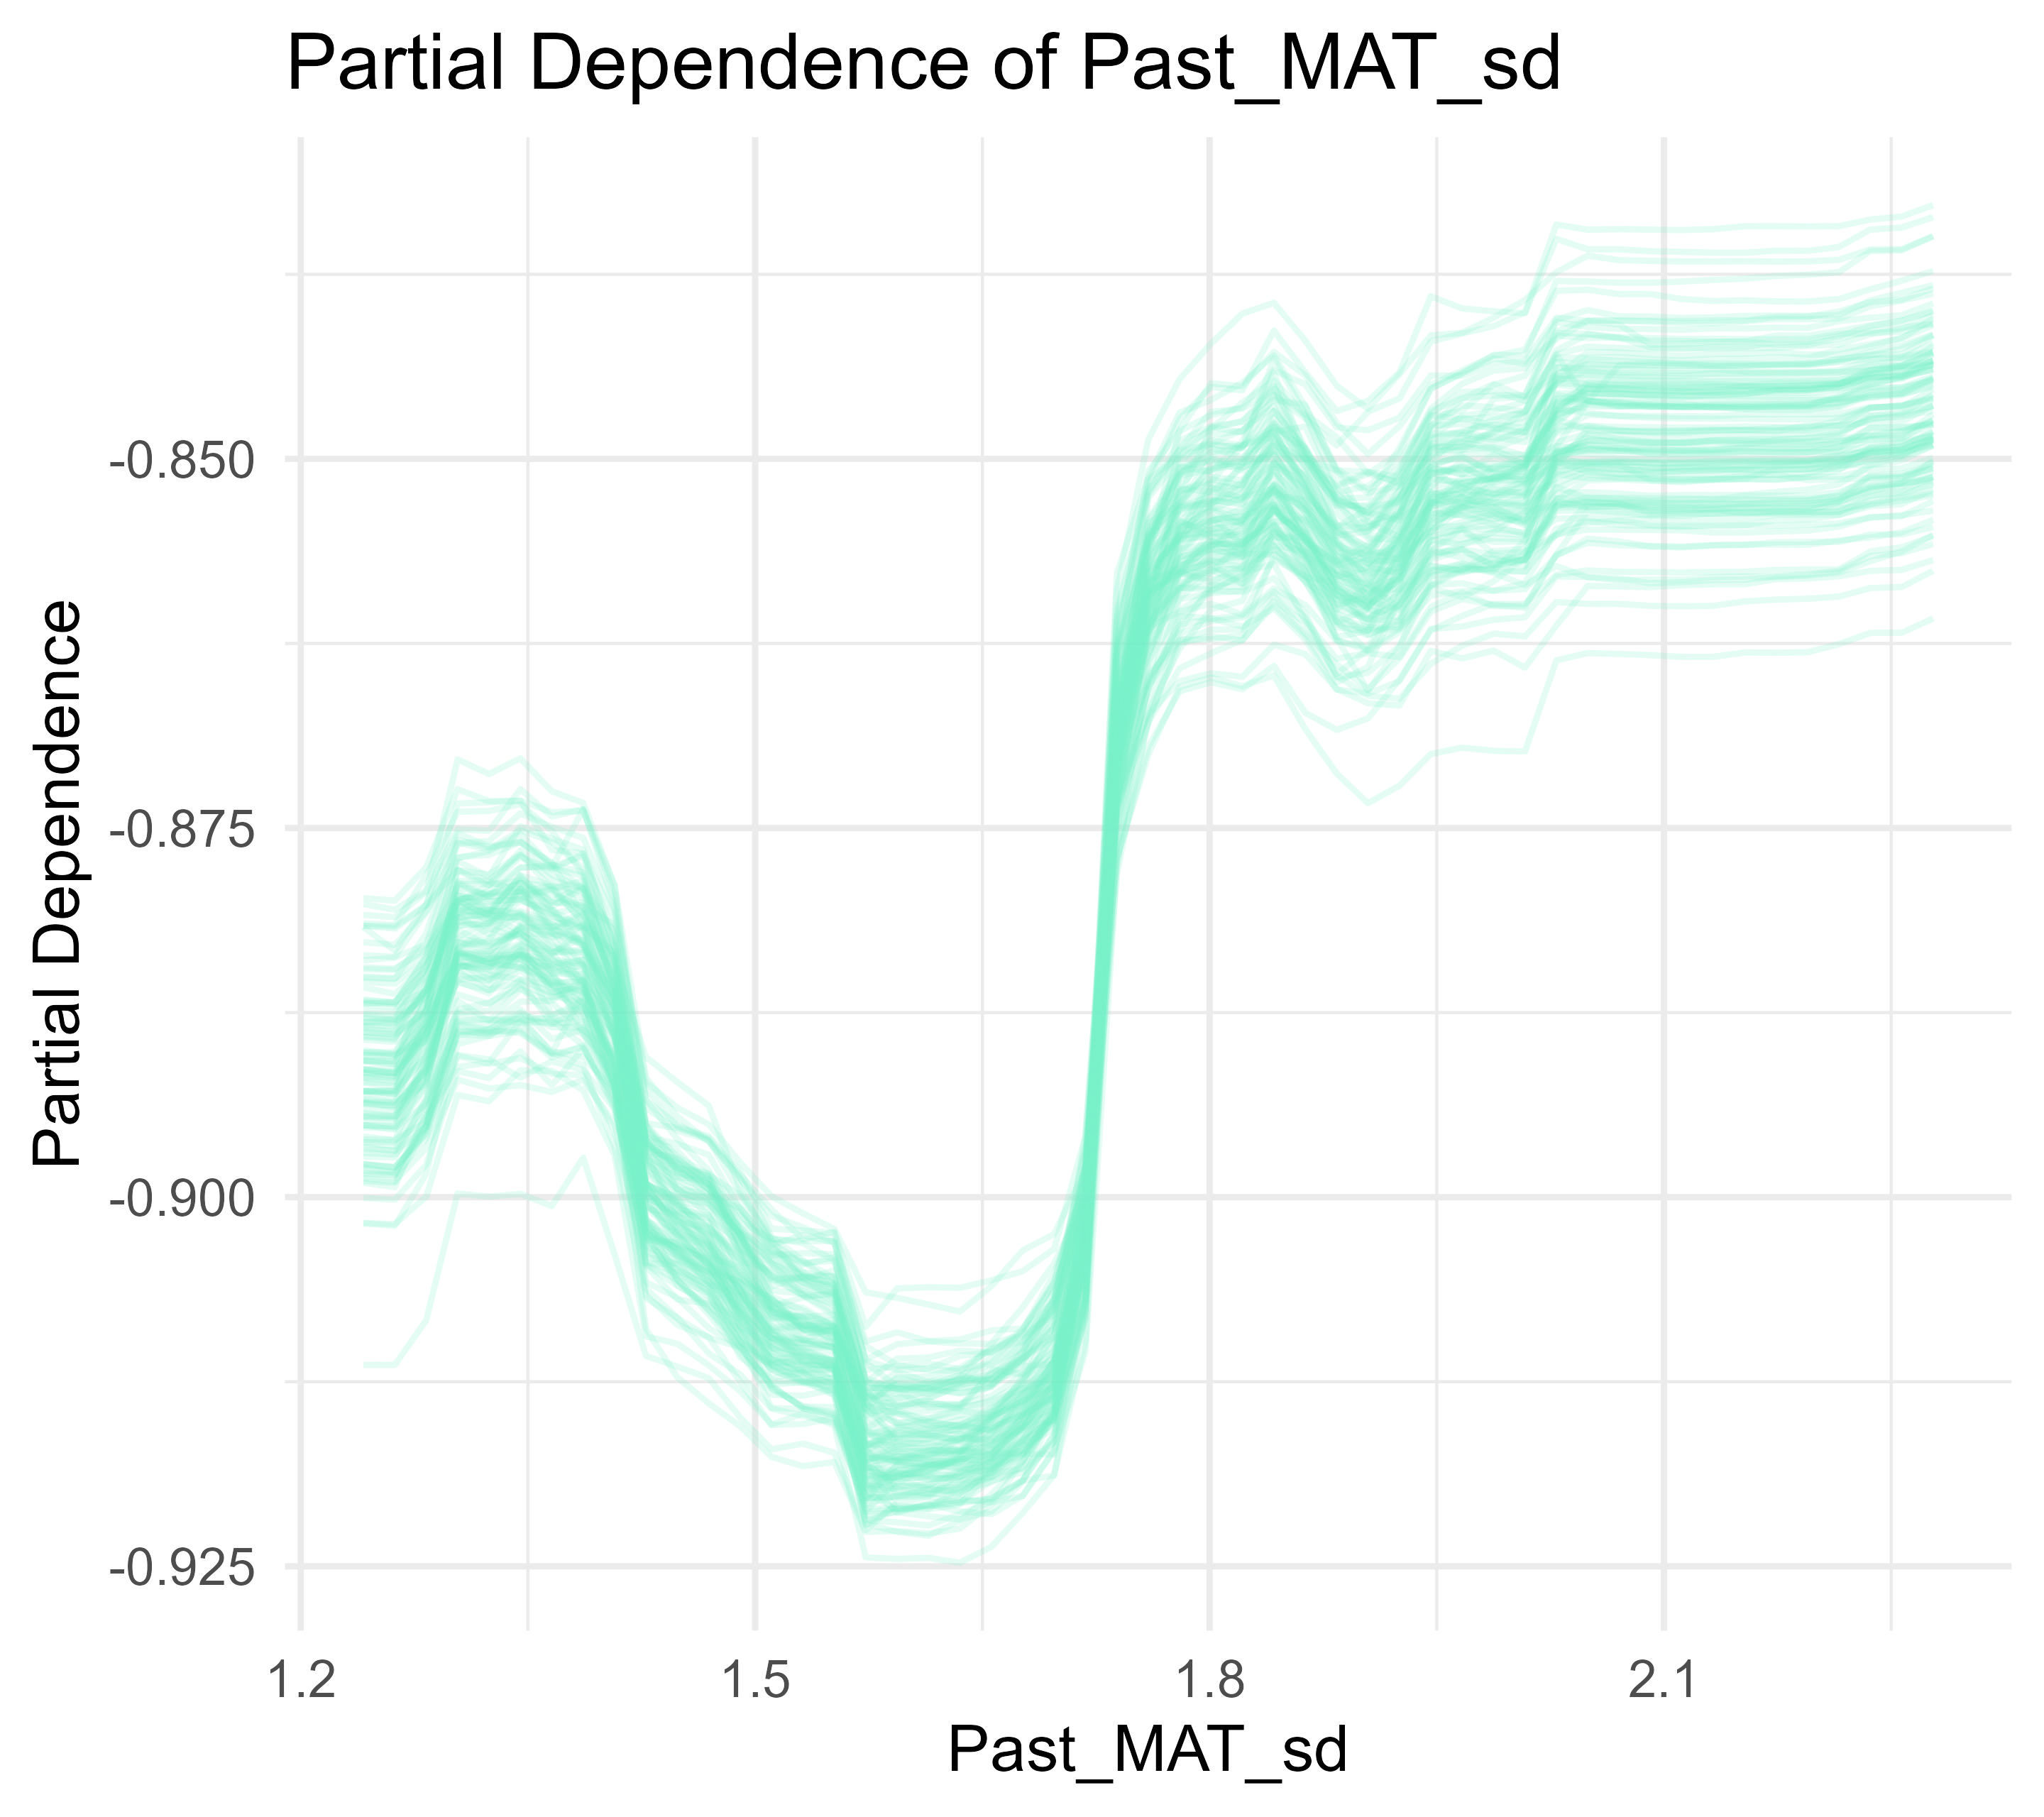 Partial Dependence of Past_MAT_sd
Partial Dependence
-0.850
-0.875
-0.900
-0.925
1.2
1.5
1.8
2.1
Past_MAT_sd